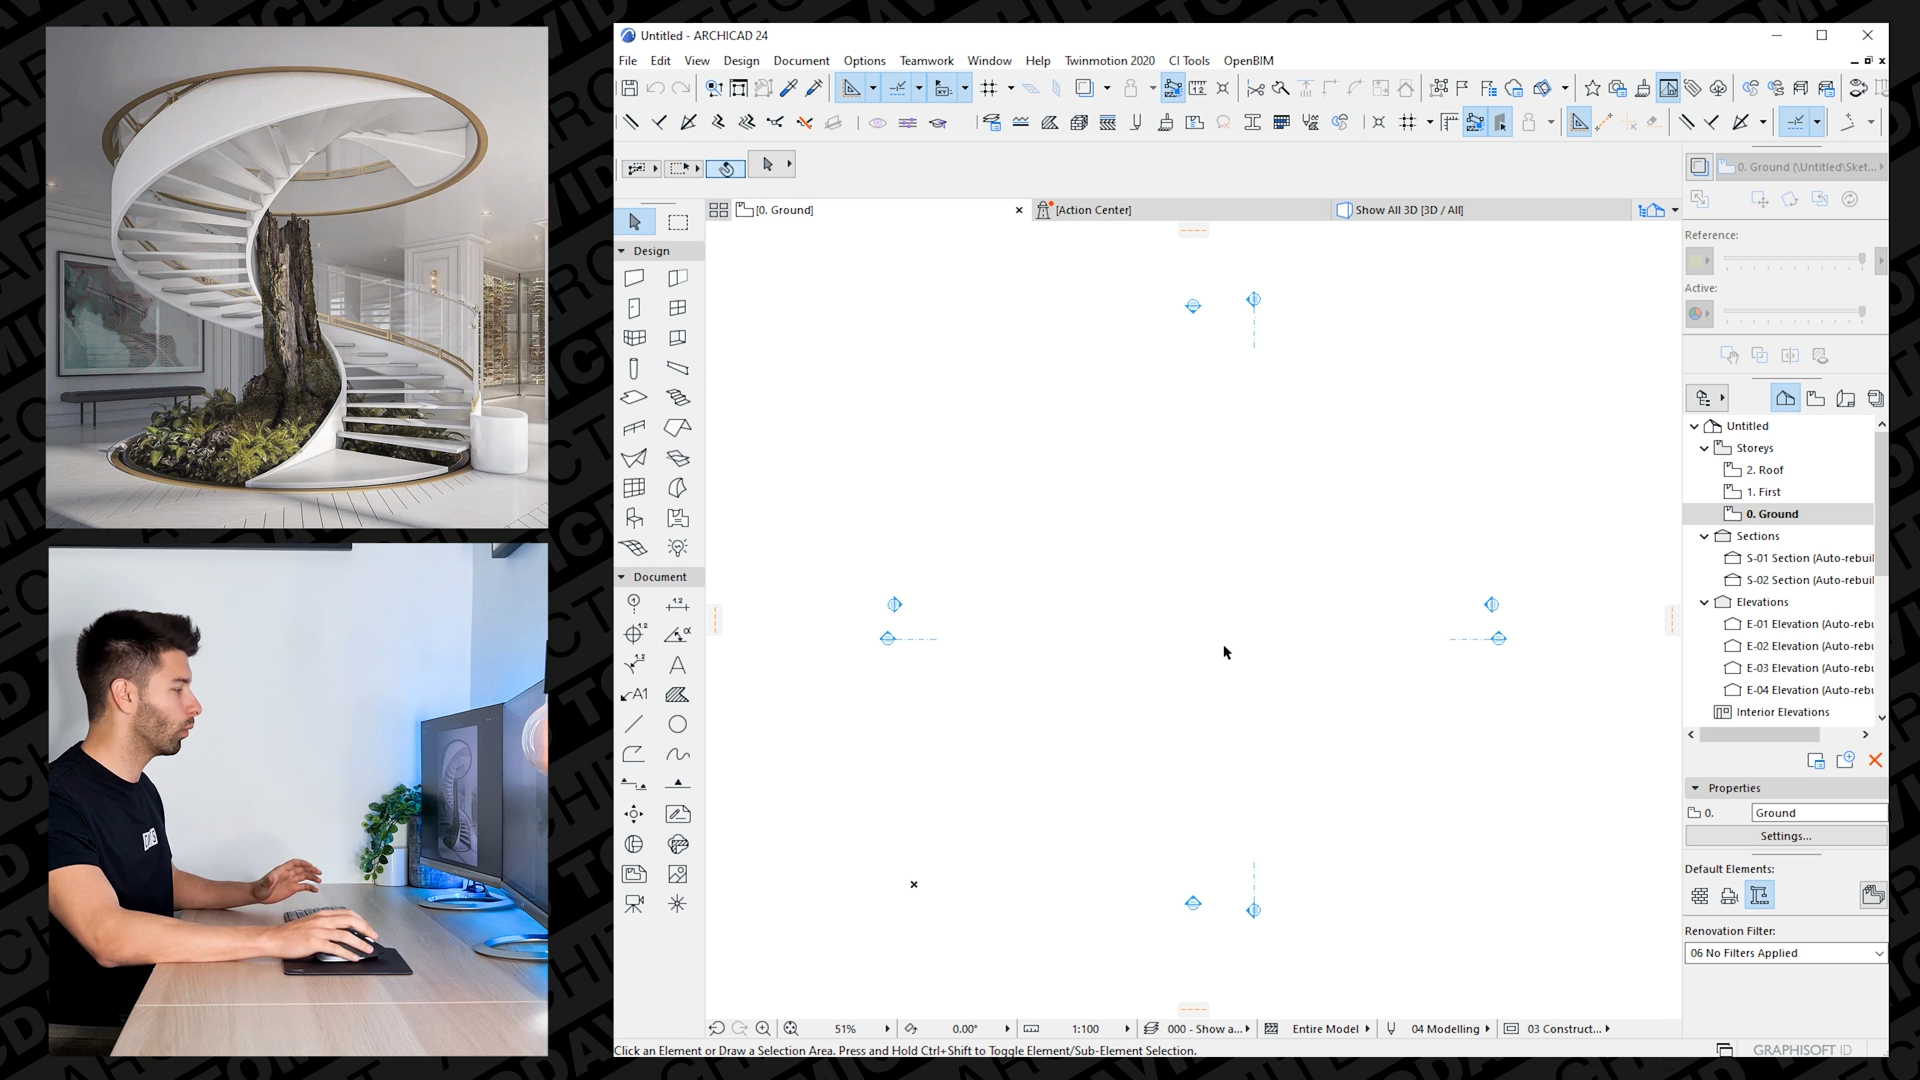 Untitled - ARCHICAD 24
File Edit View Design Document Options Teamwork Window Help Twinmotion 2020 CI Tools OpenBIM
0. Ground (\Untitled\Sket...
[0. Ground]
[Action Center]
Show All 3D [3D / All]
Design
Document
Reference:
Active:
Untitled
Storeys
2. Roof
1. First
0. Ground
Sections
S-01 Section (Auto-rebuil
S-02 Section (Auto-rebuil
Elevations
E-01 Elevation (Auto-rebu
E-02 Elevation (Auto-rebu
E-03 Elevation (Auto-rebu
E-04 Elevation (Auto-rebu
Interior Elevations
Properties
0. Ground
Settings...
Default Elements:
Renovation Filter:
06 No Filters Applied
51% 0.00° 1:100 000 - Show a... Entire Model 04 Modelling 03 Construct...
Click an Element or Draw a Selection Area. Press and Hold Ctrl+Shift to Toggle Element/Sub-Element Selection.
GRAPHISOFT ID